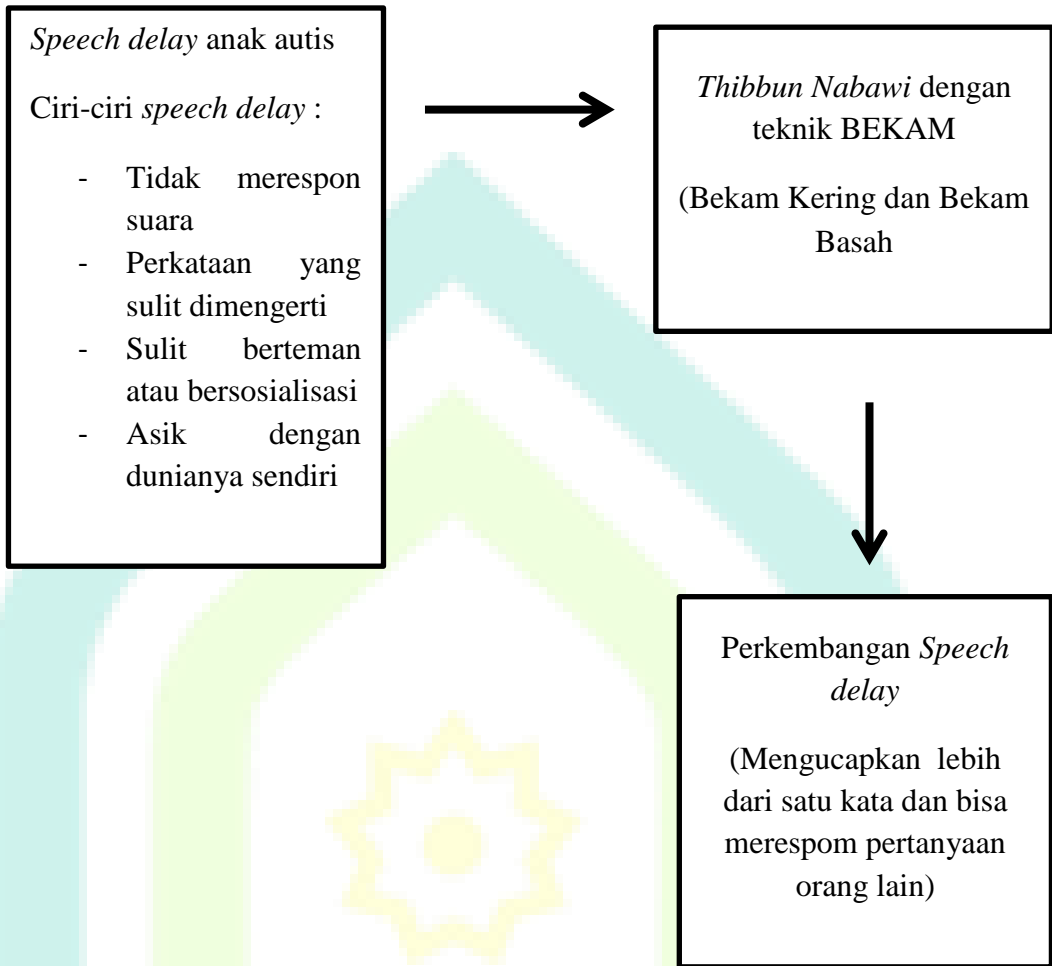 Speech delay anak autis
Ciri-ciri speech delay :
- Tidak merespon
suara
- Perkataan yang
sulit dimengerti
- Sulit berteman
atau bersosialisasi
- Asik dengan
dunianya sendiri
Thibbun Nabawi dengan
teknik BEKAM
(Bekam Kering dan Bekam
Basah
Perkembangan Speech
delay
(Mengucapkan lebih
dari satu kata dan bisa
merespom pertanyaan
orang lain)